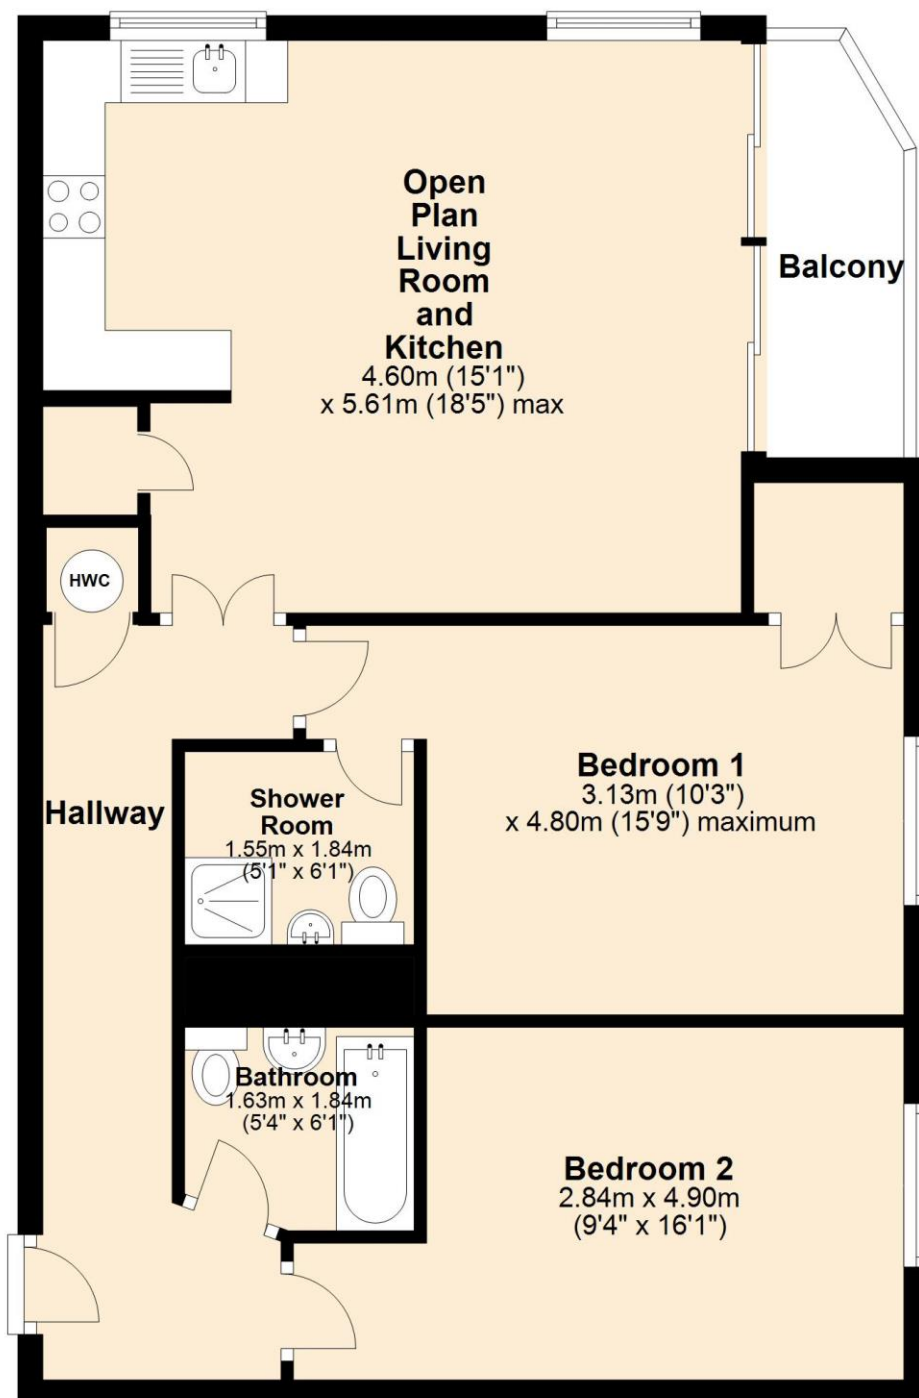 Open
Plan
Living
Room
and
Kitchen
4.60m (15'1")
x 5.61m (18'5") max
Balcony
HWC
Hallway
Shower
Room
1.55m x 1.84m
(5'1" x 6'1")
Bedroom 1
3.13m (10'3")
x 4.80m (15'9") maximum
Bathroom
1.63m x 1.84m
(5'4" x 6'1")
Bedroom 2
2.84m x 4.90m
(9'4" x 16'1")